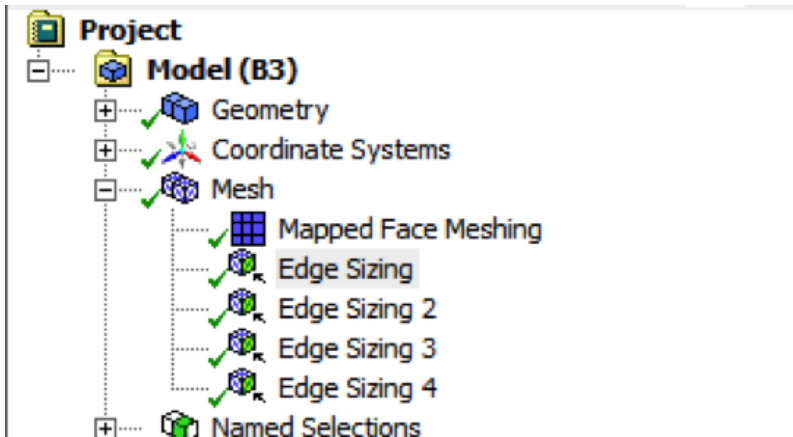 Project
Model (B3)
Geometry
Coordinate Systems
Mesh
Mapped Face Meshing
Edge Sizing
Edge Sizing 2
Edge Sizing 3
Edge Sizing 4
Named Selections